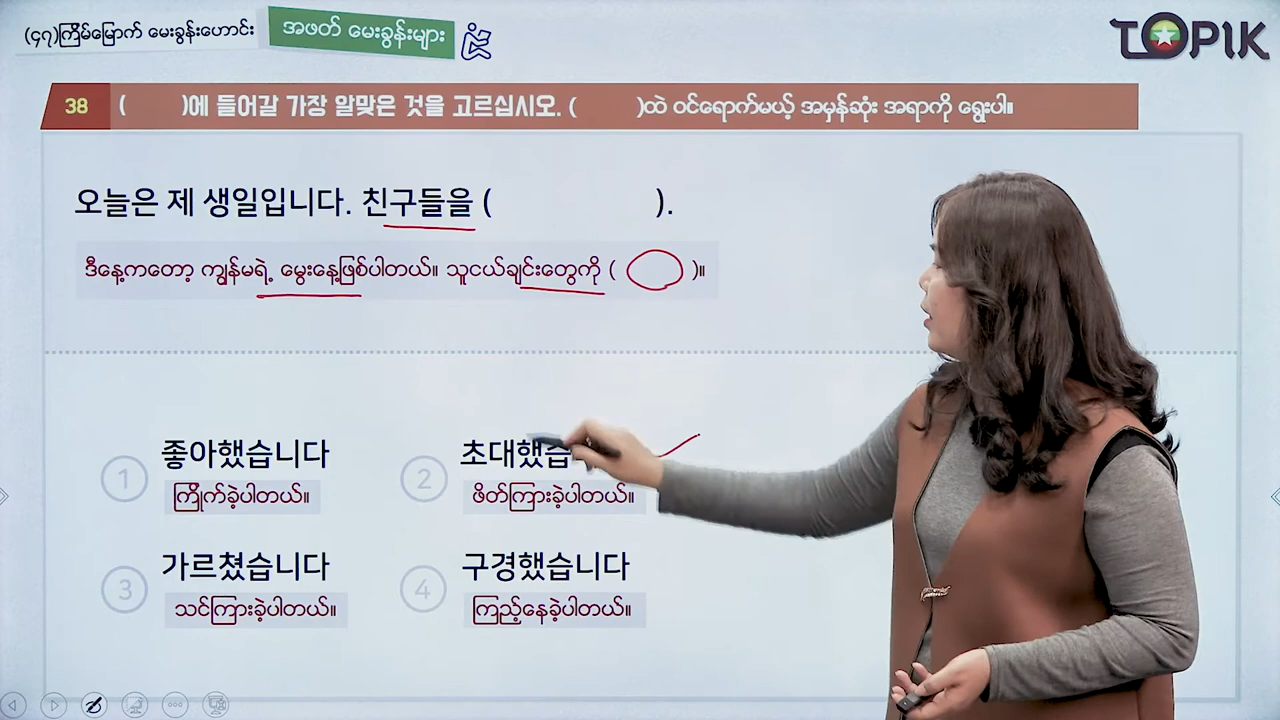 (၄၇)ကြိမ်မြောက် မေးခွန်းဟောင်း
အဖတ် မေးခွန်းများ
TOPIK
38 (　　)에 들어갈 가장 알맞은 것을 고르십시오. (　　)ထဲ ဝင်ရောက်မယ့် အမှန်ဆုံး အရာကို ရွေးပါ။
오늘은 제 생일입니다. 친구들을 (　　).
ဒီနေ့ကတော့ ကျွန်မရဲ့ မွေးနေ့ဖြစ်ပါတယ်။ သူငယ်ချင်းတွေကို (　　)။
1 좋아했습니다
ကြိုက်ခဲ့ပါတယ်။
2 초대했습
ဖိတ်ကြားခဲ့ပါတယ်။
3 가르쳤습니다
သင်ကြားခဲ့ပါတယ်။
4 구경했습니다
ကြည့်နေခဲ့ပါတယ်။